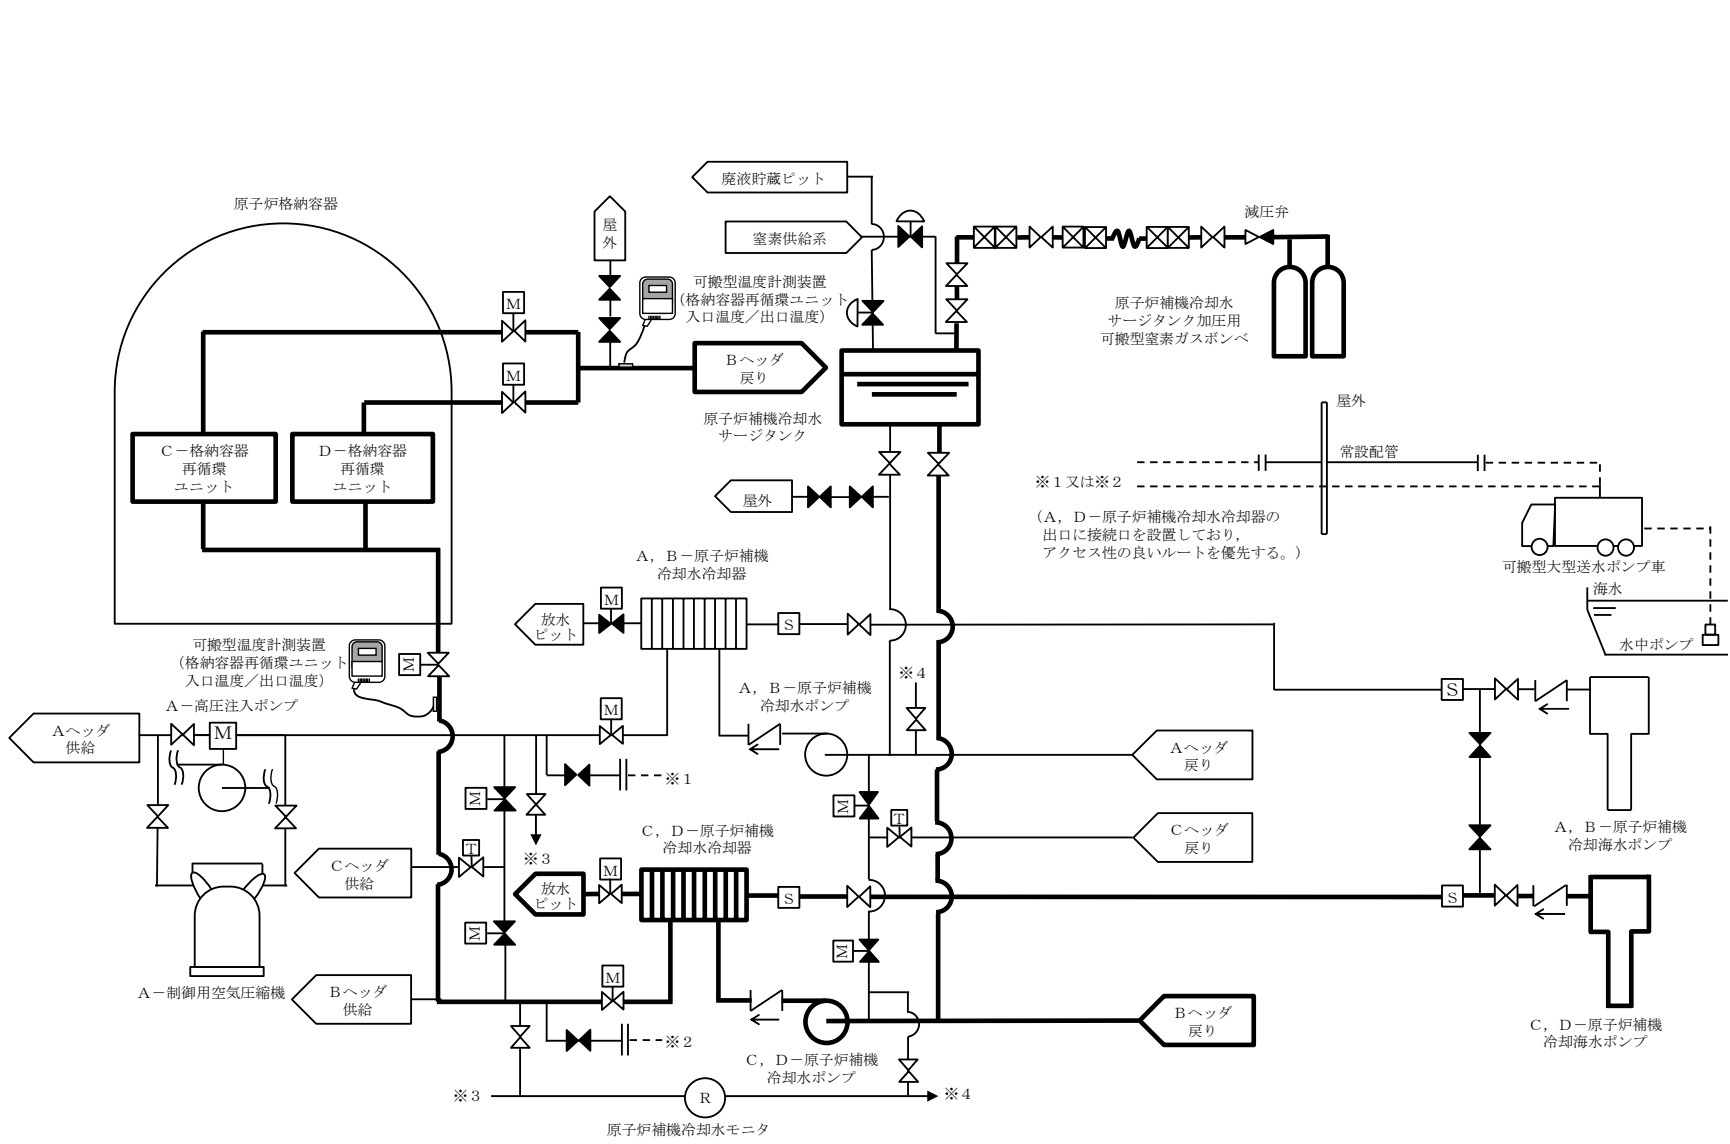 廃液貯蔵ピット
原子炉格納容器
屋
外
窒素供給系
減圧弁
可搬型温度計測装置
（格納容器再循環ユニット
入口温度／出口温度）
M
M
Bヘッダ
戻り
原子炉補機冷却水
サージタンク加圧用
可搬型窒素ガスボンベ
原子炉補機冷却水
サージタンク
C－格納容器
再循環
ユニット
D－格納容器
再循環
ユニット
屋外
常設配管
※１又は※２
（A，D－原子炉補機冷却水冷却器の
出口に接続口を設置しており，
アクセス性の良いルートを優先する。）
可搬型大型送水ポンプ車
海水
水中ポンプ
屋外
A，B－原子炉補機
冷却水冷却器
放水
ピット
M
S
可搬型温度計測装置
（格納容器再循環ユニット
入口温度／出口温度）
M
※４
A，B－原子炉補機
冷却水ポンプ
S
A－高圧注入ポンプ
Aヘッダ
供給
M
M
Aヘッダ
戻り
※１
M
M
T
Cヘッダ
戻り
C，D－原子炉補機
冷却水冷却器
A，B－原子炉補機
冷却海水ポンプ
T
※３
Cヘッダ
供給
放水
ピット
M
S
S
M
M
M
A－制御用空気圧縮機
Bヘッダ
供給
Bヘッダ
戻り
C，D－原子炉補機
冷却海水ポンプ
※２
C，D－原子炉補機
冷却水ポンプ
※３
R
※４
原子炉補機冷却水モニタ